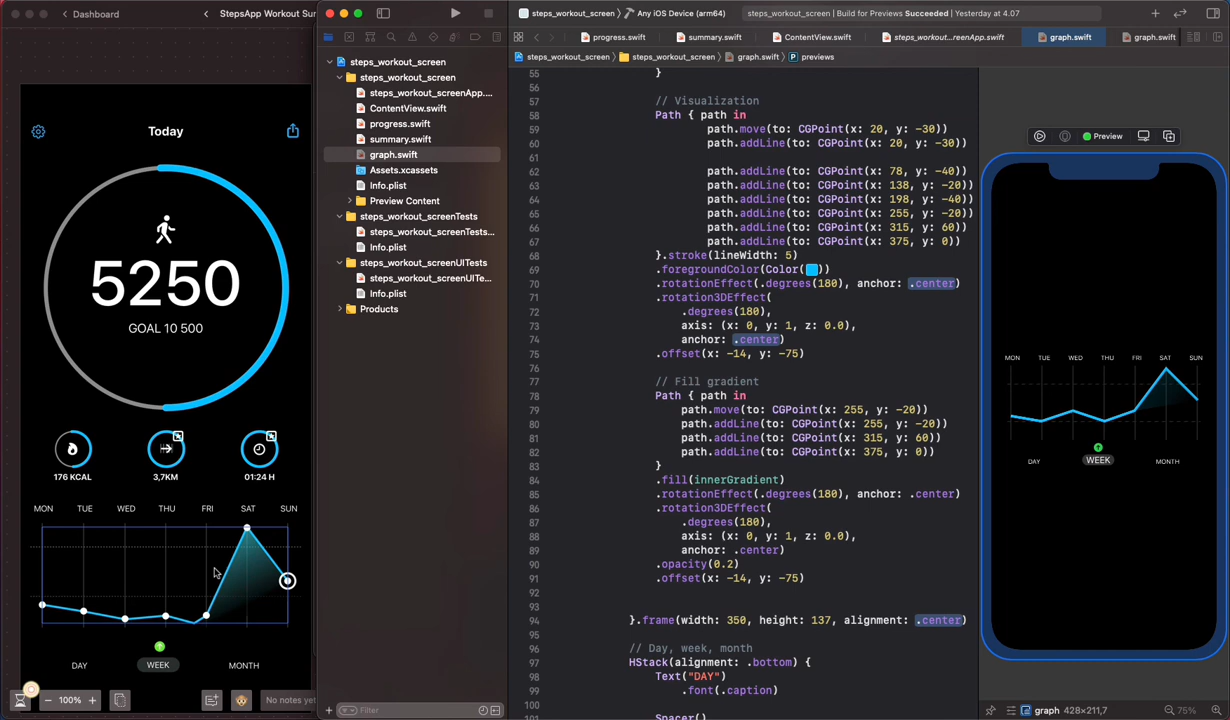 Dashboard
StepsApp Workout Sur
Today
5250
GOAL 10 500
176 KCAL
3,7KM
01:24 H
MON TUE WED THU FRI SAT SUN
DAY WEEK MONTH
100%
No notes yet
steps_workout_screen
steps_workout_screen
steps_workout_screenApp....
ContentView.swift
progress.swift
summary.swift
graph.swift
Assets.xcassets
Info.plist
Preview Content
steps_workout_screenTests
steps_workout_screenTests...
Info.plist
steps_workout_screenUITests
steps_workout_screenUITe...
Info.plist
Products
Filter
steps_workout_screen Any iOS Device (arm64)
steps_workout_screen | Build for Previews Succeeded | Yesterday at 4.07
progress.swift summary.swift ContentView.swift steps_workout...reenApp.swift graph.swift graph.swift
steps_workout_screen steps_workout_screen graph.swift P previews
55 }
56
57 // Visualization
58 Path { path in
59 path.move(to: CGPoint(x: 20, y: -30))
60 path.addLine(to: CGPoint(x: 20, y: -30))
61
62 path.addLine(to: CGPoint(x: 78, y: -40))
63 path.addLine(to: CGPoint(x: 138, y: -20))
64 path.addLine(to: CGPoint(x: 198, y: -40))
65 path.addLine(to: CGPoint(x: 255, y: -20))
66 path.addLine(to: CGPoint(x: 315, y: 60))
67 path.addLine(to: CGPoint(x: 375, y: 0))
68 }.stroke(lineWidth: 5)
69 .foregroundColor(Color( ))
70 .rotationEffect(.degrees(180), anchor: .center)
71 .rotation3DEffect(
72 .degrees(180),
73 axis: (x: 0, y: 1, z: 0.0),
74 anchor: .center)
75 .offset(x: -14, y: -75)
76
77 // Fill gradient
78 Path { path in
79 path.move(to: CGPoint(x: 255, y: -20))
80 path.addLine(to: CGPoint(x: 255, y: -20))
81 path.addLine(to: CGPoint(x: 315, y: 60))
82 path.addLine(to: CGPoint(x: 375, y: 0))
83 }
84 .fill(innerGradient)
85 .rotationEffect(.degrees(180), anchor: .center)
86 .rotation3DEffect(
87 .degrees(180),
88 axis: (x: 0, y: 1, z: 0.0),
89 anchor: .center)
90 .opacity(0.2)
91 .offset(x: -14, y: -75)
92
93
94 }.frame(width: 350, height: 137, alignment: .center)
95
96 // Day, week, month
97 HStack(alignment: .bottom) {
98 Text("DAY")
99 .font(.caption)
100
101 Spacer()
Preview
MON TUE WED THU FRI SAT SUN
DAY WEEK MONTH
graph 428×211,7
75%